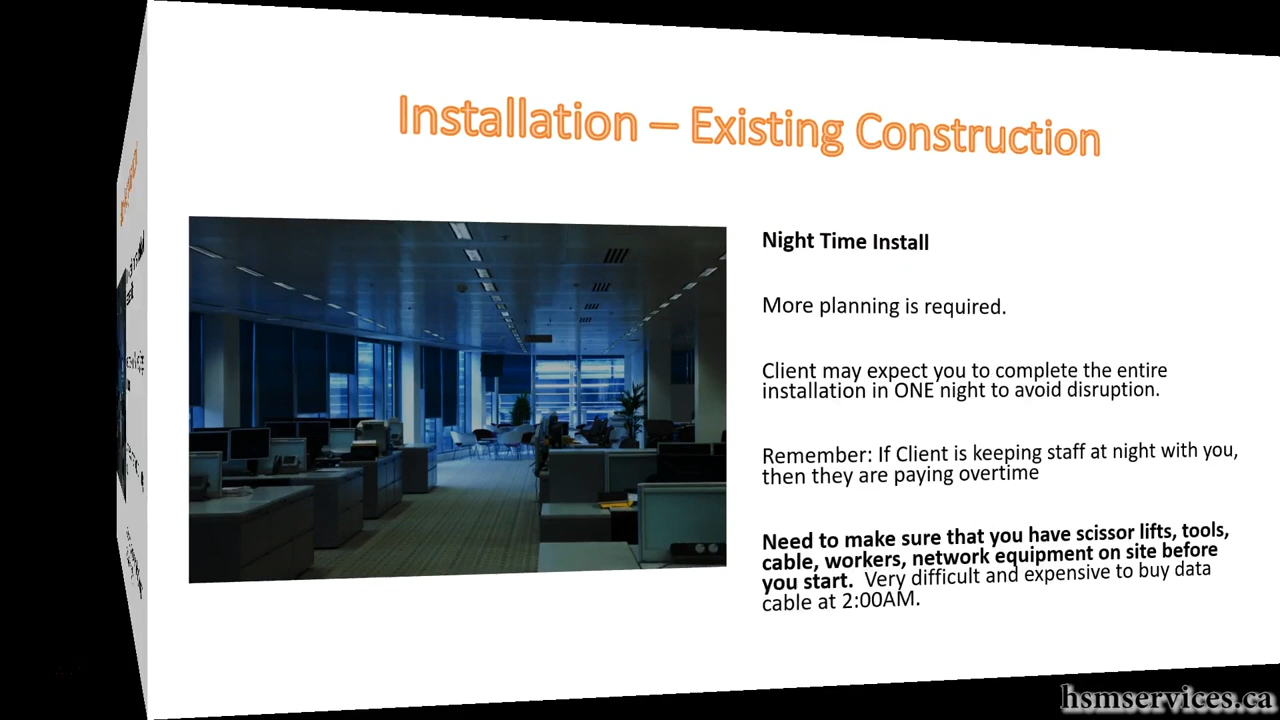 Installation – Existing Construction
Night Time Install
More planning is required.
Client may expect you to complete the entire
installation in ONE night to avoid disruption.
Remember: If Client is keeping staff at night with you,
then they are paying overtime
Need to make sure that you have scissor lifts, tools,
cable, workers, network equipment on site before
you start.  Very difficult and expensive to buy data
cable at 2:00AM.
hsmservices.ca